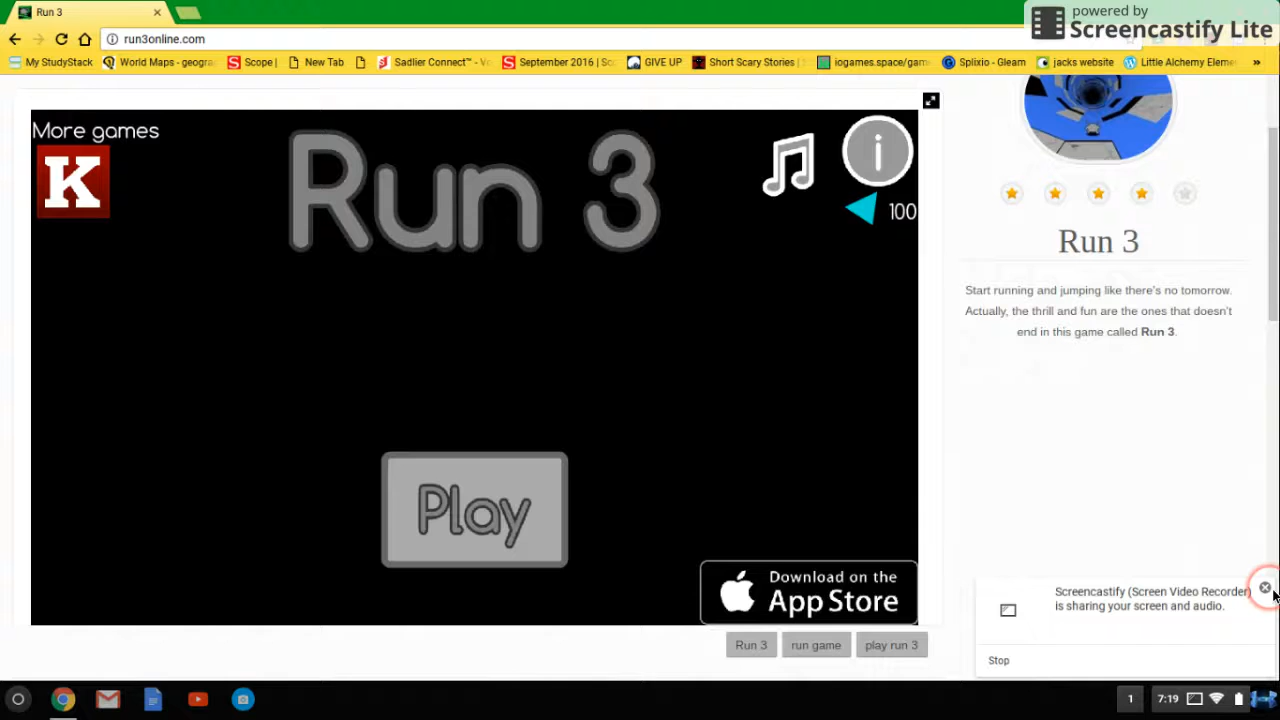 Run 3
powered by
Screencastify Lite
run3online.com
My StudyStack
World Maps - geogra
Scope |
New Tab
Sadlier Connect™ - Vo
September 2016 | Sc
GIVE UP
Short Scary Stories |
iogames.space/gam
Splixio - Gleam
jacks website
Little Alchemy Eleme
»
More games
K
Run 3
i
100
Play
Download on the
App Store
Run 3
run game
play run 3
Run 3
Start running and jumping like there's no tomorrow.
Actually, the thrill and fun are the ones that doesn't
end in this game called Run 3.
Screencastify (Screen Video Recorder)
is sharing your screen and audio.
Stop
1
7:19